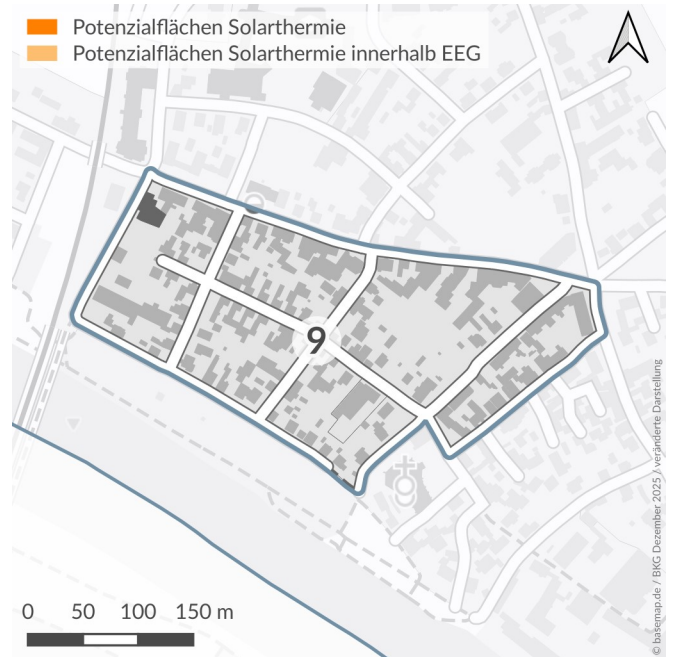 Potenzialflächen Solarthermie
Potenzialflächen Solarthermie innerhalb EEG
9
0 50 100 150 m
© basemap.de / BKG Dezember 2025 / veränderte Darstellung